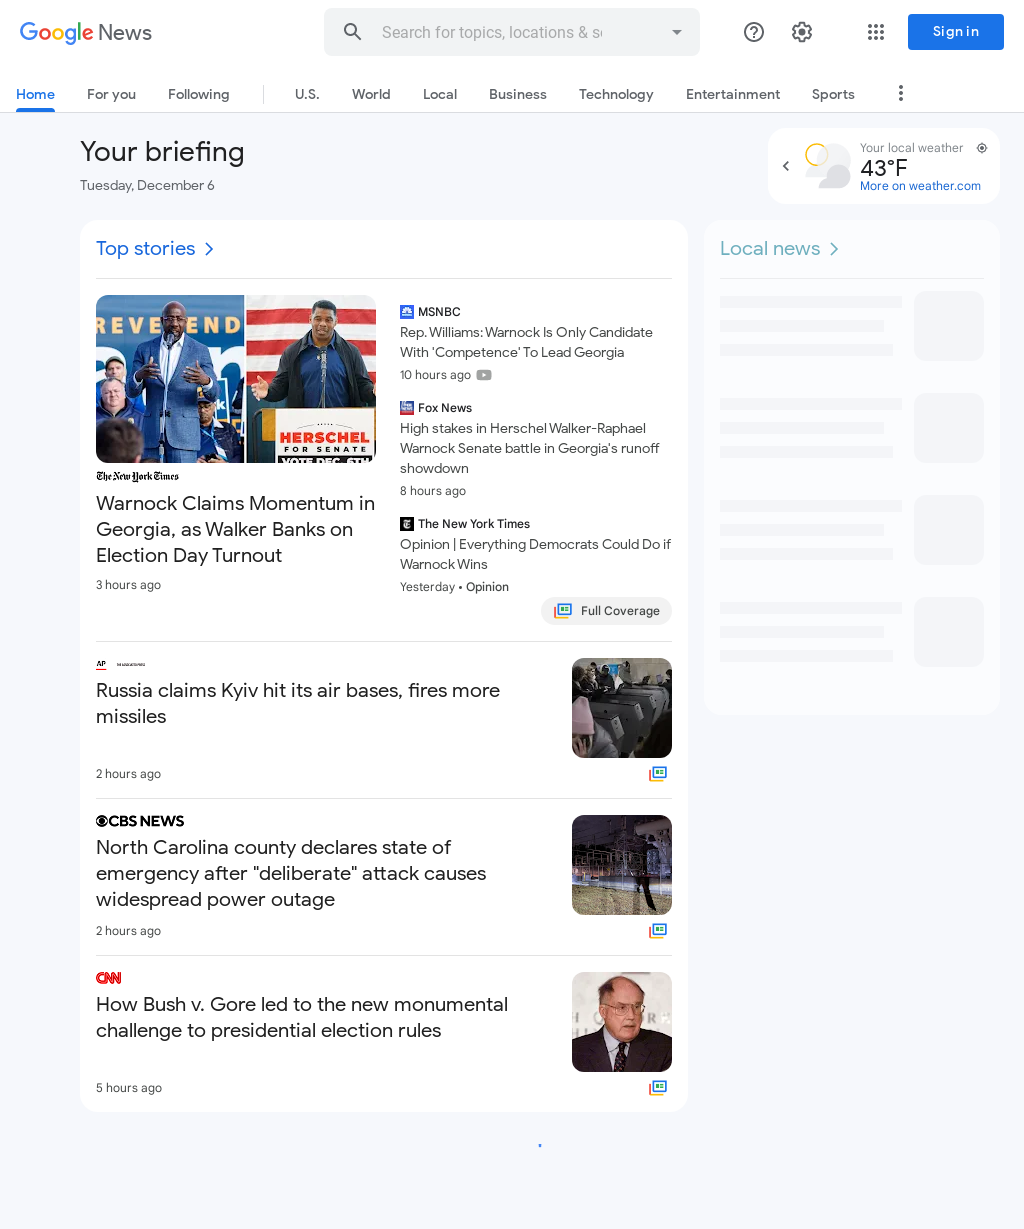 Google News
Search for topics, locations & s
Sign in
Home
For you
Following
U.S.
World
Local
Business
Technology
Entertainment
Sports
Your briefing
Tuesday, December 6
Your local weather
43°F
More on weather.com
Top stories
Local news
REVEREND
HERSCHEL
FOR SENATE
VOTE DEC. 6TH
The New York Times
Warnock Claims Momentum in
Georgia, as Walker Banks on
Election Day Turnout
3 hours ago
MSNBC
Rep. Williams: Warnock Is Only Candidate
With 'Competence' To Lead Georgia
10 hours ago
Fox News
High stakes in Herschel Walker-Raphael
Warnock Senate battle in Georgia's runoff
showdown
8 hours ago
The New York Times
Opinion | Everything Democrats Could Do if
Warnock Wins
Yesterday • Opinion
Full Coverage
AP THE ASSOCIATED PRESS
Russia claims Kyiv hit its air bases, fires more
missiles
2 hours ago
CBS NEWS
North Carolina county declares state of
emergency after "deliberate" attack causes
widespread power outage
2 hours ago
CNN
How Bush v. Gore led to the new monumental
challenge to presidential election rules
5 hours ago